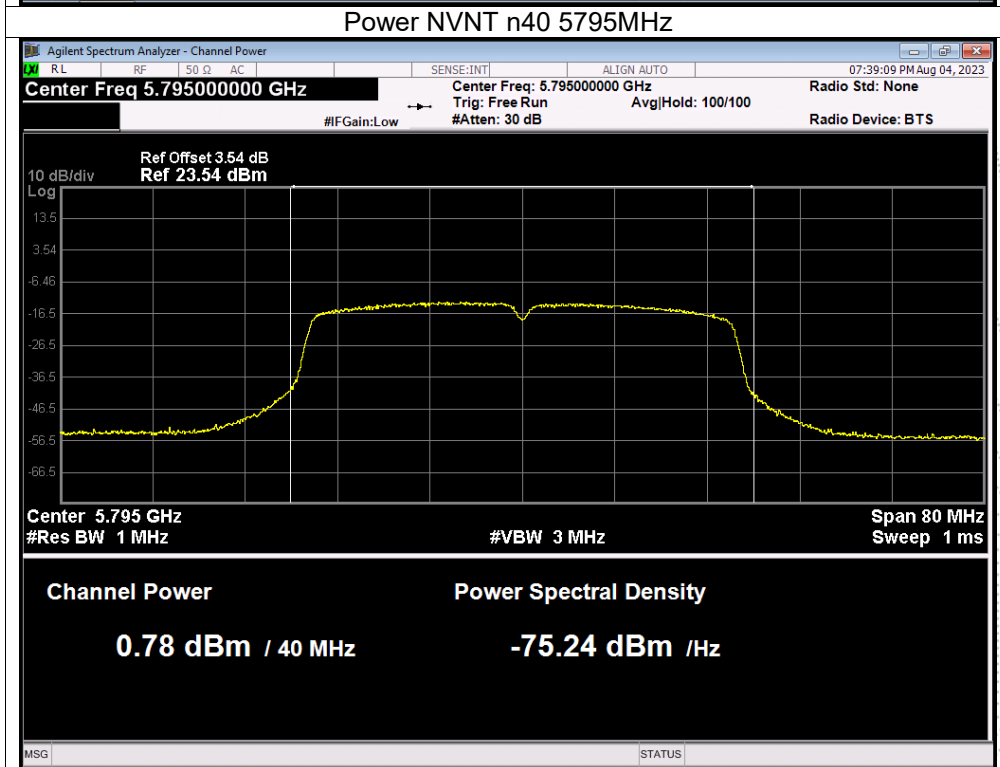 Power NVNT n40 5795MHz
Agilent Spectrum Analyzer - Channel Power
LXI RL RF 50 Ω AC SENSE:INT ALIGN AUTO 07:39:09 PM Aug 04, 2023
Center Freq 5.795000000 GHz Center Freq: 5.795000000 GHz Radio Std: None
Trig: Free Run Avg|Hold: 100/100
#IFGain:Low #Atten: 30 dB Radio Device: BTS
Ref Offset 3.54 dB
10 dB/div Ref 23.54 dBm
Log
13.5
3.54
-6.46
-16.5
-26.5
-36.5
-46.5
-56.5
-66.5
Center 5.795 GHz Span 80 MHz
#Res BW 1 MHz #VBW 3 MHz Sweep 1 ms
Channel Power Power Spectral Density
0.78 dBm / 40 MHz -75.24 dBm /Hz
MSG STATUS